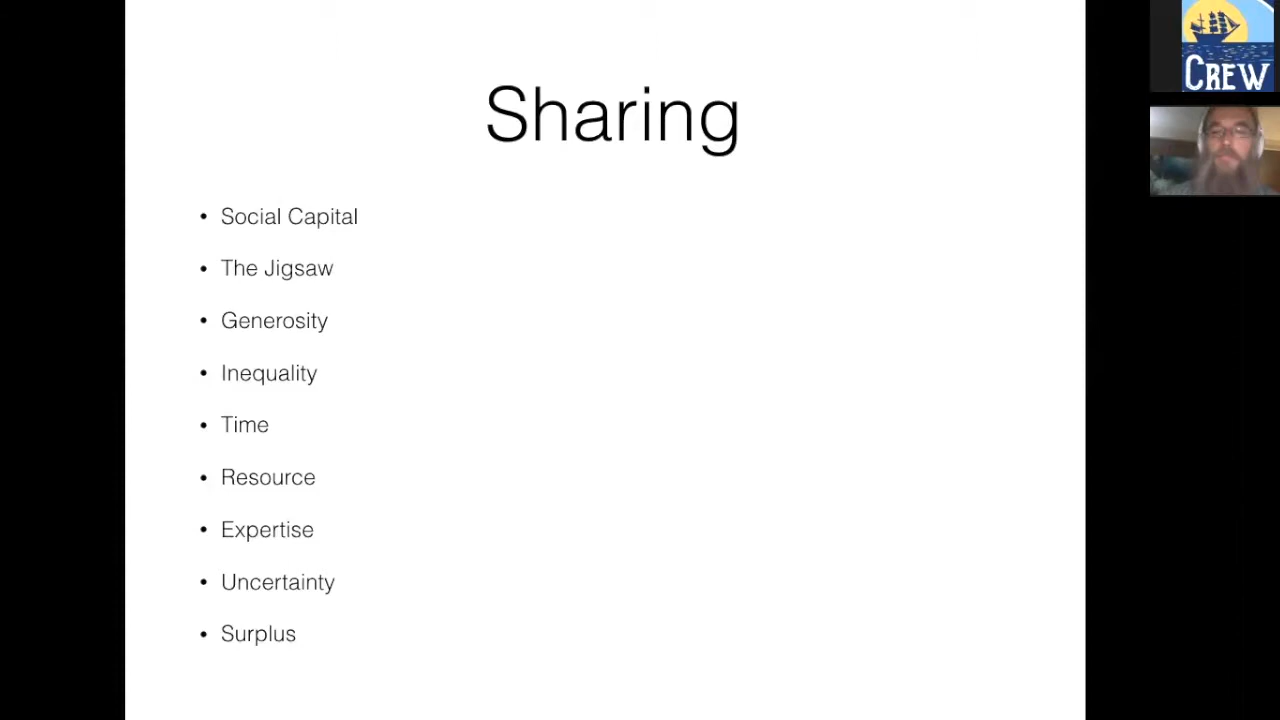 Sharing
• Social Capital
• The Jigsaw
• Generosity
• Inequality
• Time
• Resource
• Expertise
• Uncertainty
• Surplus
CREW